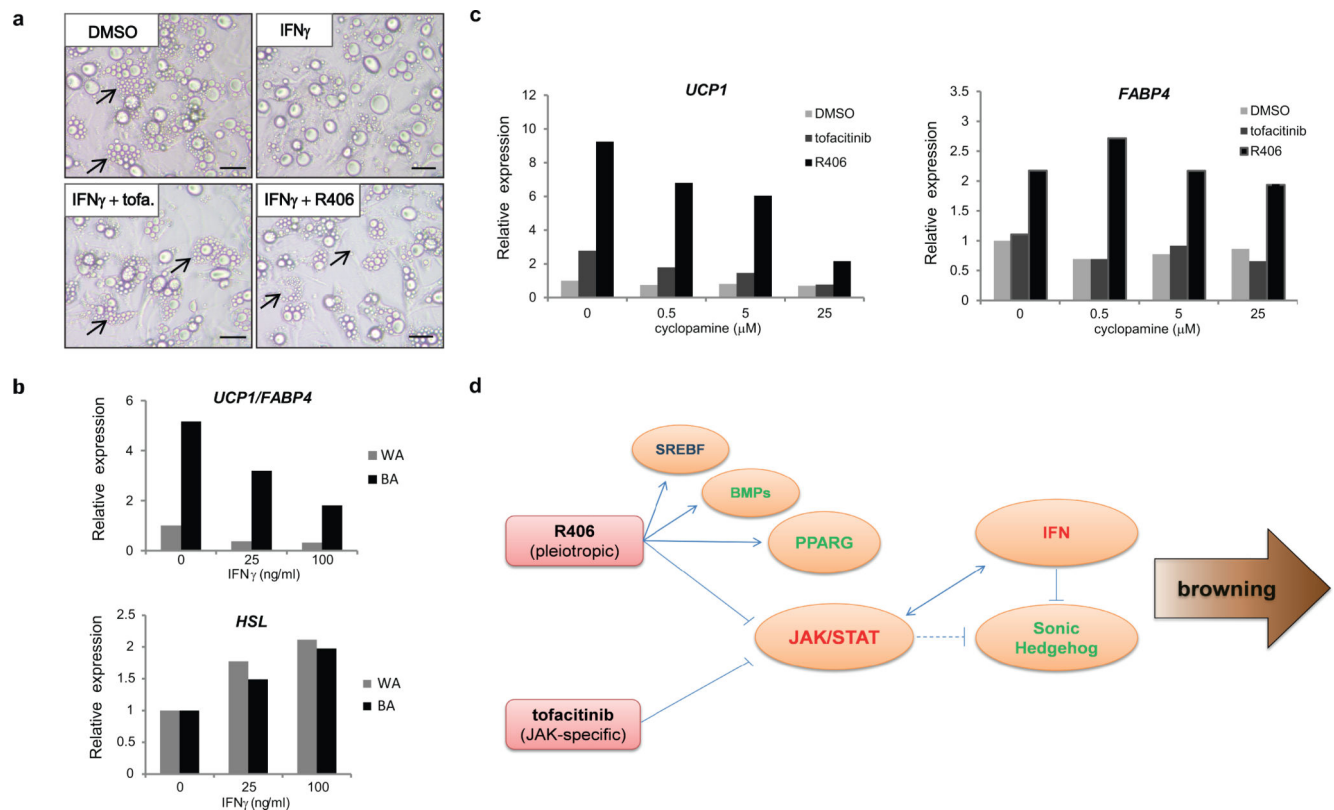 a
DMSO
IFNγ
IFNγ + tofa.
IFNγ + R406
b
UCP1/FABP4
Relative expression
6
4
2
0
0
25
100
IFNγ (ng/ml)
WA
BA
HSL
Relative expression
2.5
2
1.5
1
0.5
0
0
25
100
IFNγ (ng/ml)
WA
BA
c
UCP1
Relative expression
12
10
8
6
4
2
0
0
0.5
5
25
cyclopamine (μM)
DMSO
tofacitinib
R406
FABP4
Relative expression
3.5
3
2.5
2
1.5
1
0.5
0
0
0.5
5
25
cyclopamine (μM)
DMSO
tofacitinib
R406
d
SREBF
BMPs
R406
(pleiotropic)
PPARG
IFN
browning
JAK/STAT
Sonic
Hedgehog
tofacitinib
(JAK-specific)